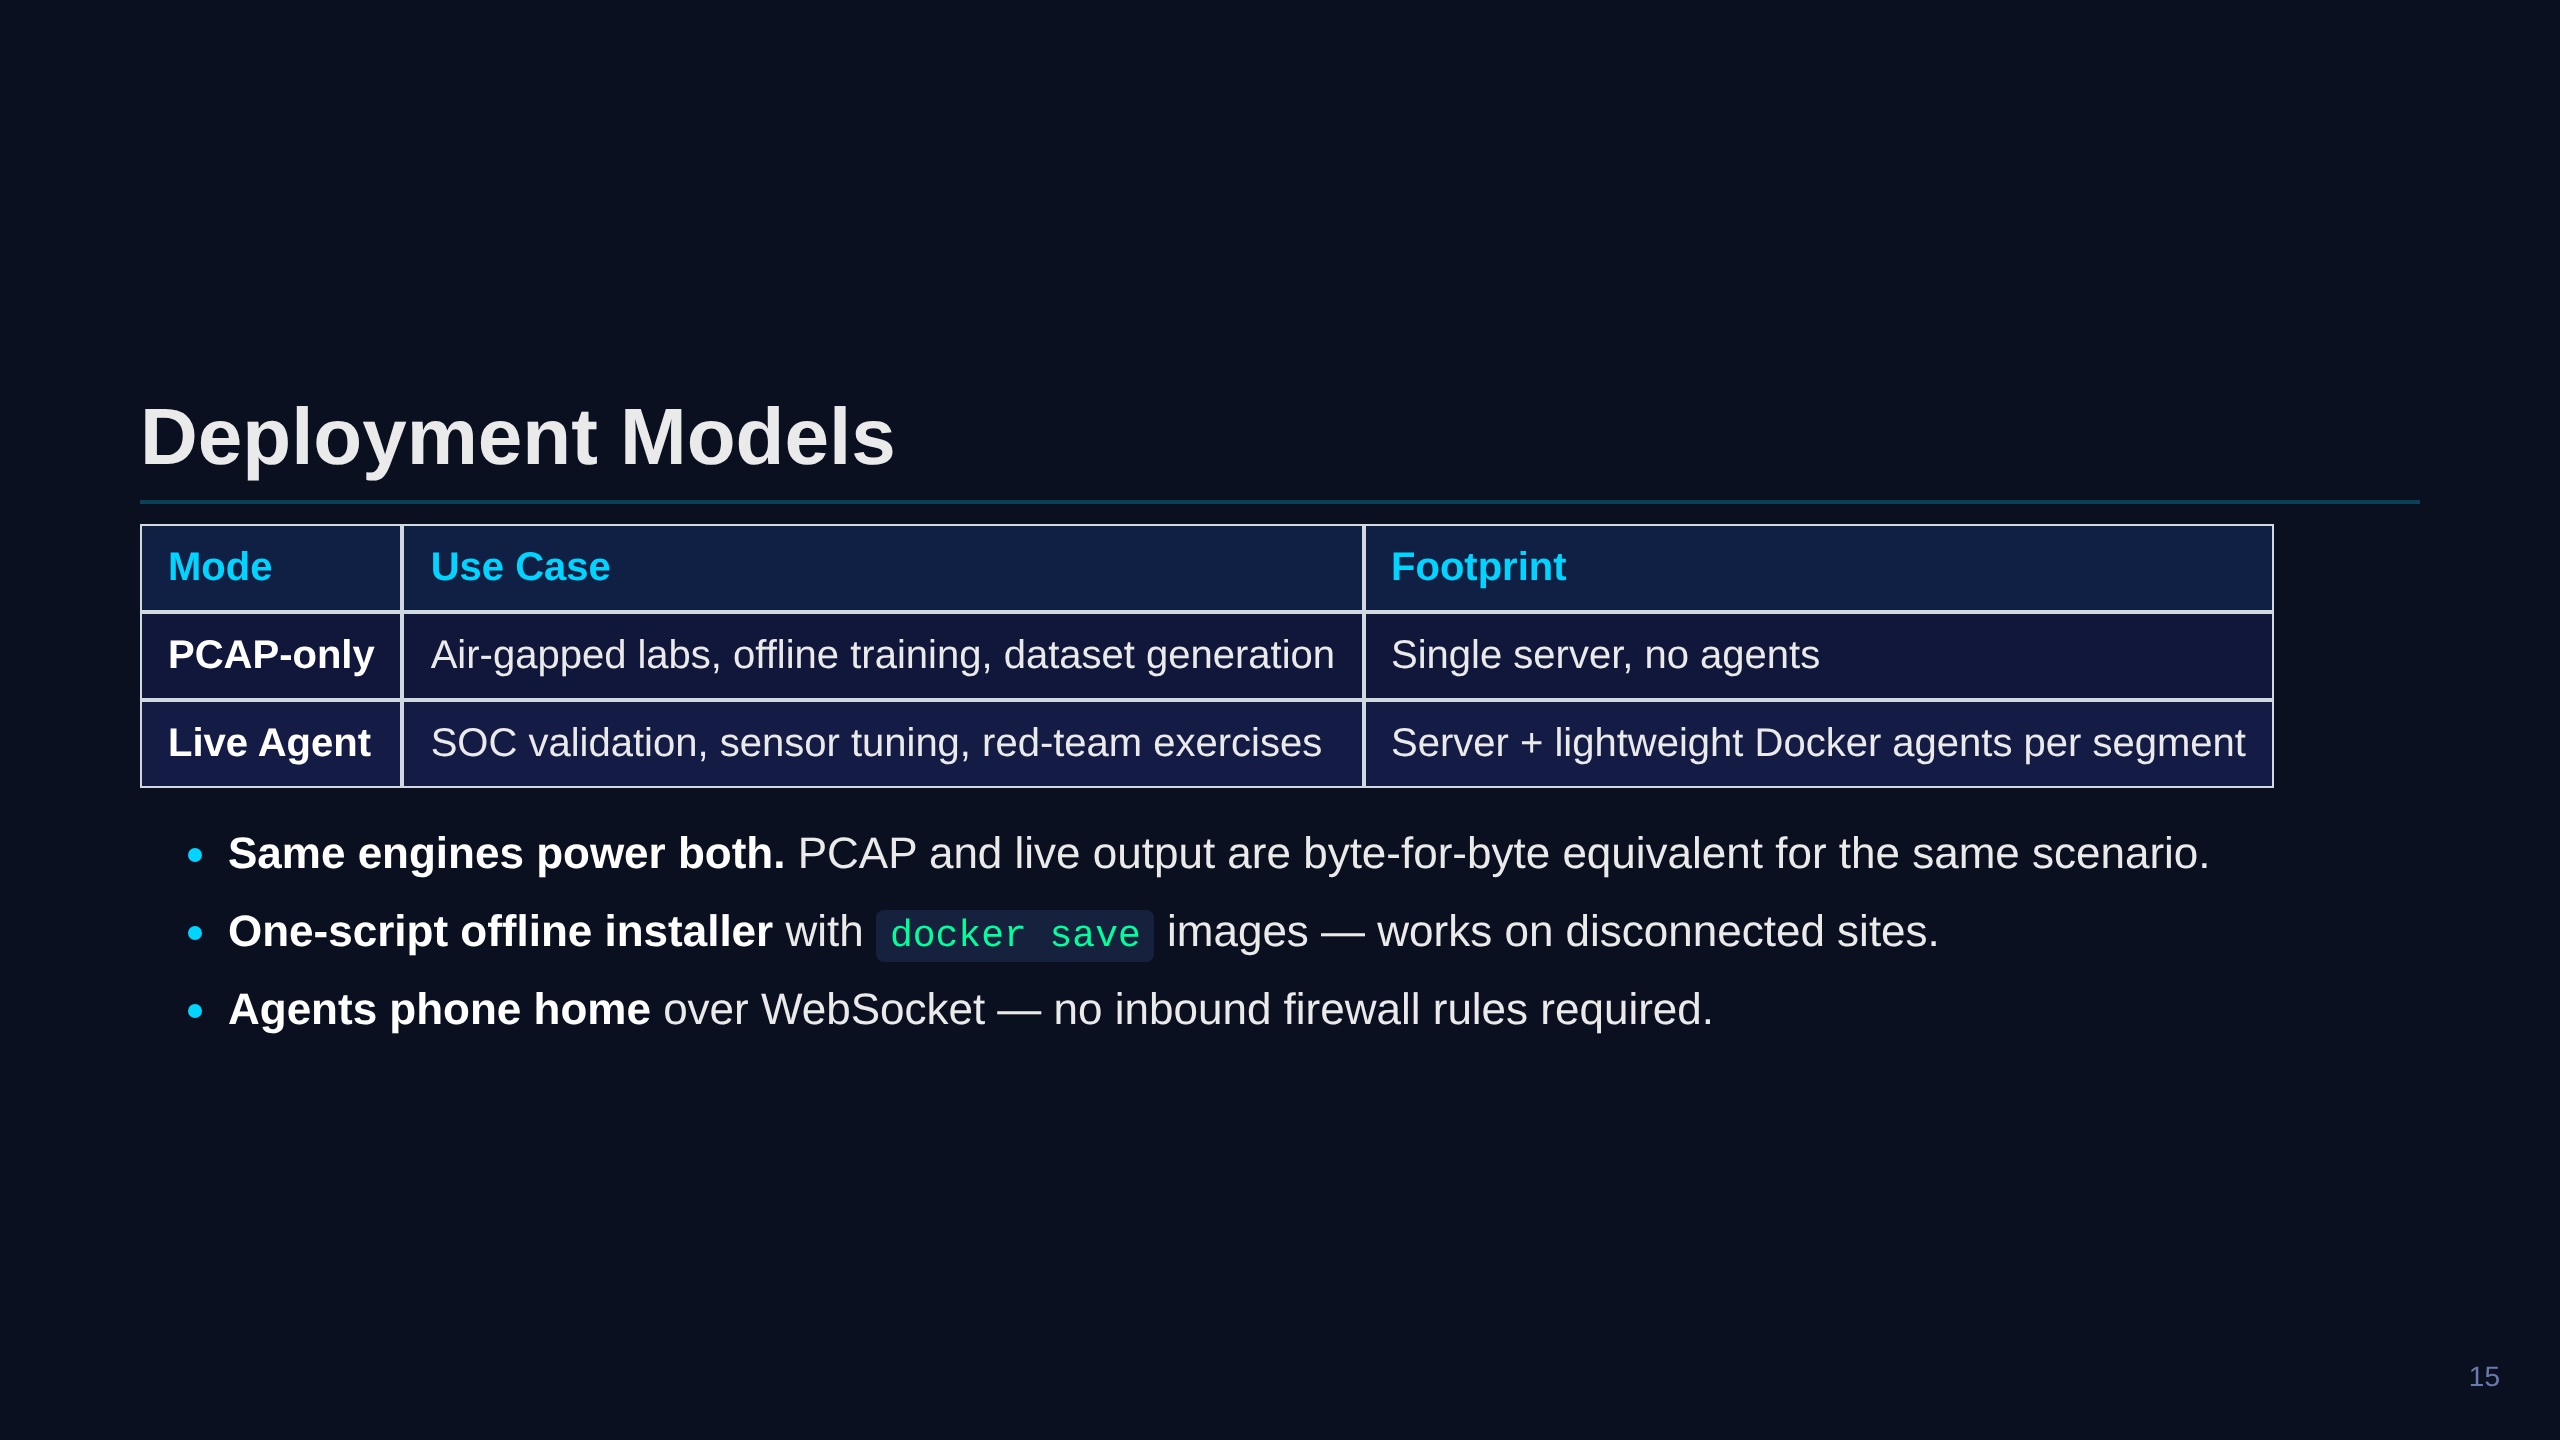 Deployment Models
Mode Use Case Footprint
PCAP-only Air-gapped labs, offline training, dataset generation Single server, no agents
Live Agent SOC validation, sensor tuning, red-team exercises Server + lightweight Docker agents per segment
• Same engines power both. PCAP and live output are byte-for-byte equivalent for the same scenario.
• One-script offline installer with docker save images — works on disconnected sites.
• Agents phone home over WebSocket — no inbound firewall rules required.
15